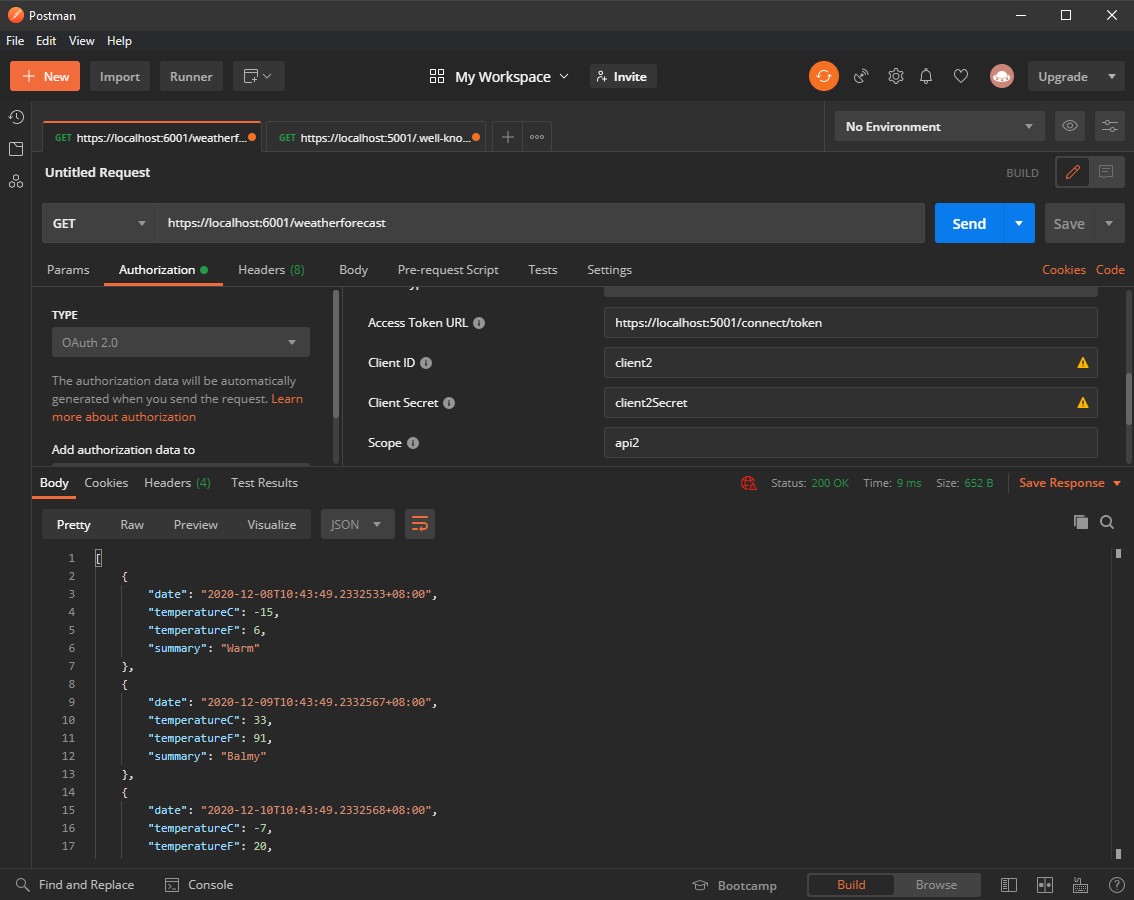 Postman
File Edit View Help
New Import Runner My Workspace Invite Upgrade
GET https://localhost:6001/weatherf... GET https://localhost:5001/.well-kno... No Environment
Untitled Request BUILD
GET https://localhost:6001/weatherforecast Send Save
Params Authorization Headers (8) Body Pre-request Script Tests Settings Cookies Code
TYPE
OAuth 2.0
The authorization data will be automatically
generated when you send the request. Learn
more about authorization
Add authorization data to
Access Token URL https://localhost:5001/connect/token
Client ID client2
Client Secret client2Secret
Scope api2
Body Cookies Headers (4) Test Results Status: 200 OK Time: 9 ms Size: 652 B Save Response
Pretty Raw Preview Visualize JSON
1 [
2 {
3 "date": "2020-12-08T10:43:49.2332533+08:00",
4 "temperatureC": -15,
5 "temperatureF": 6,
6 "summary": "Warm"
7 },
8 {
9 "date": "2020-12-09T10:43:49.2332567+08:00",
10 "temperatureC": 33,
11 "temperatureF": 91,
12 "summary": "Balmy"
13 },
14 {
15 "date": "2020-12-10T10:43:49.2332568+08:00",
16 "temperatureC": -7,
17 "temperatureF": 20,
Find and Replace Console Bootcamp Build Browse